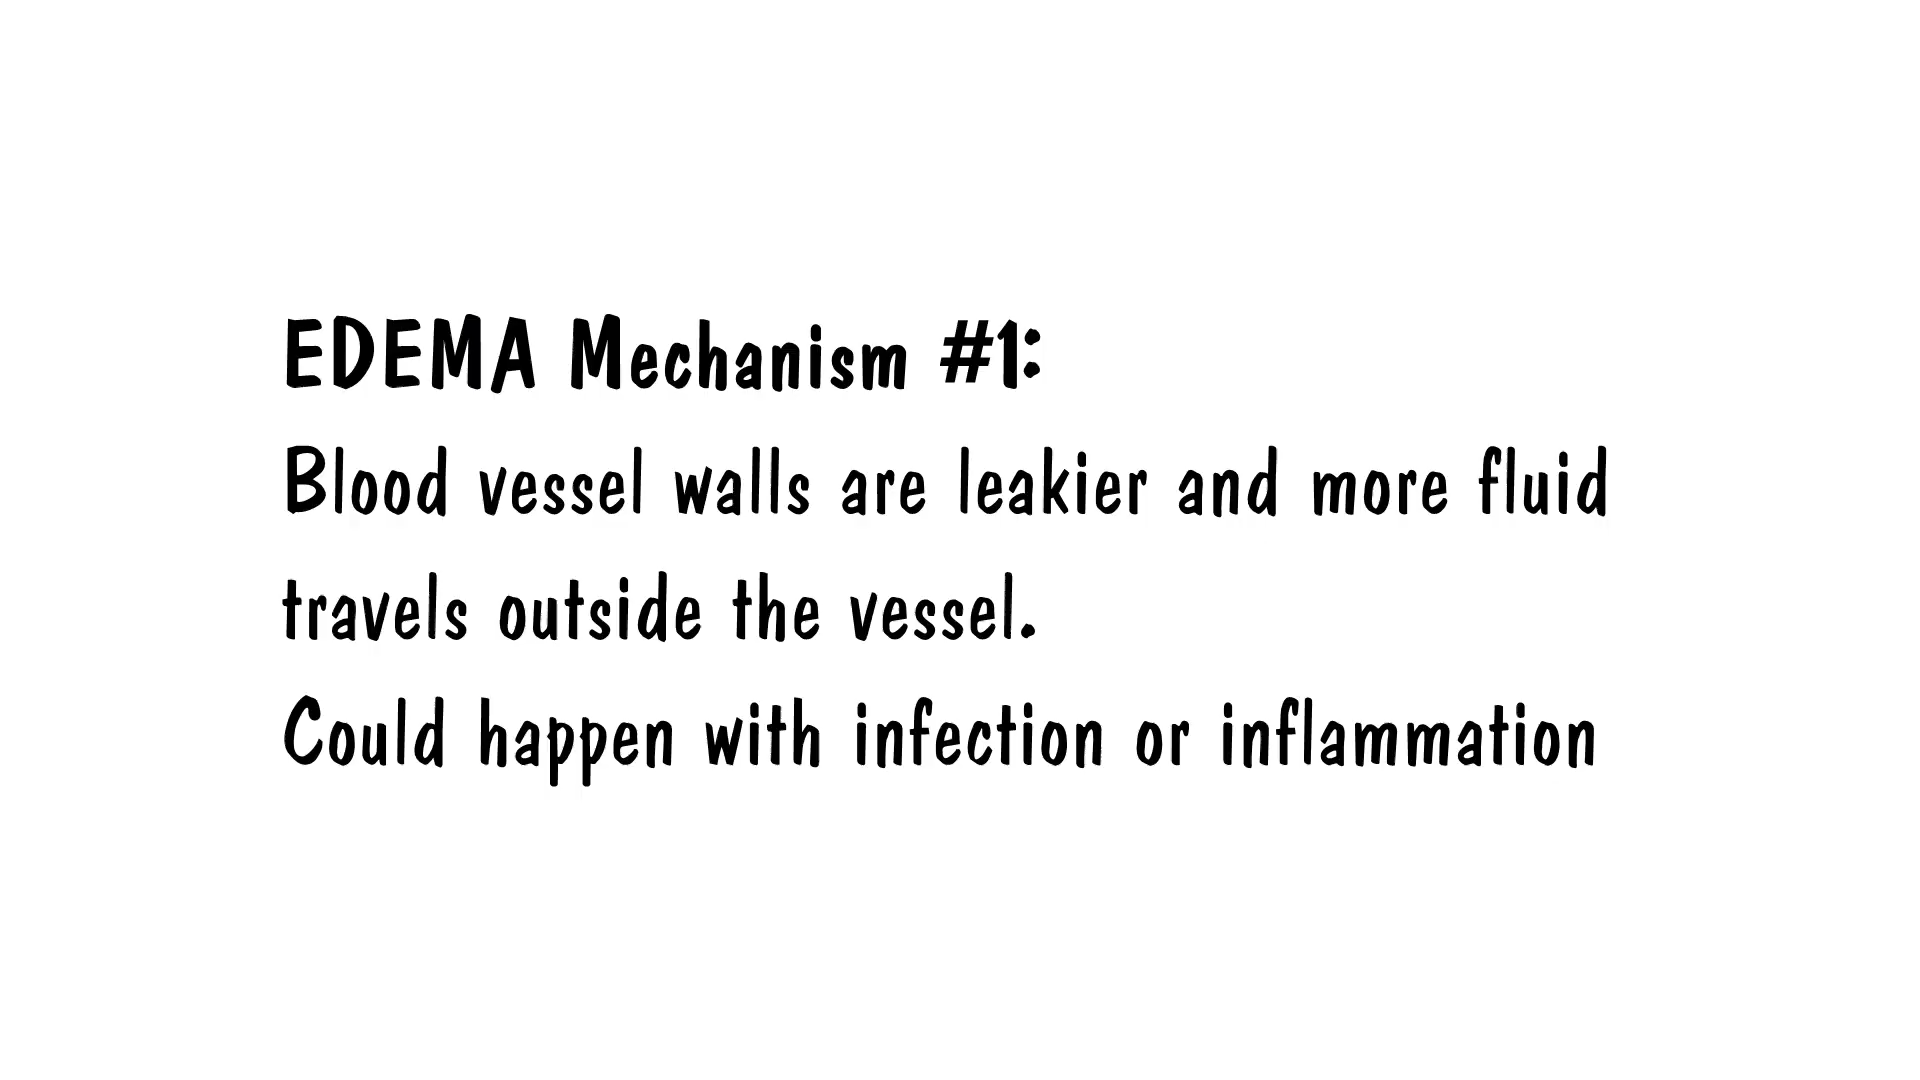 EDEMA Mechanism #1:
Blood vessel walls are leakier and more fluid
travels outside the vessel.
Could happen with infection or inflammation